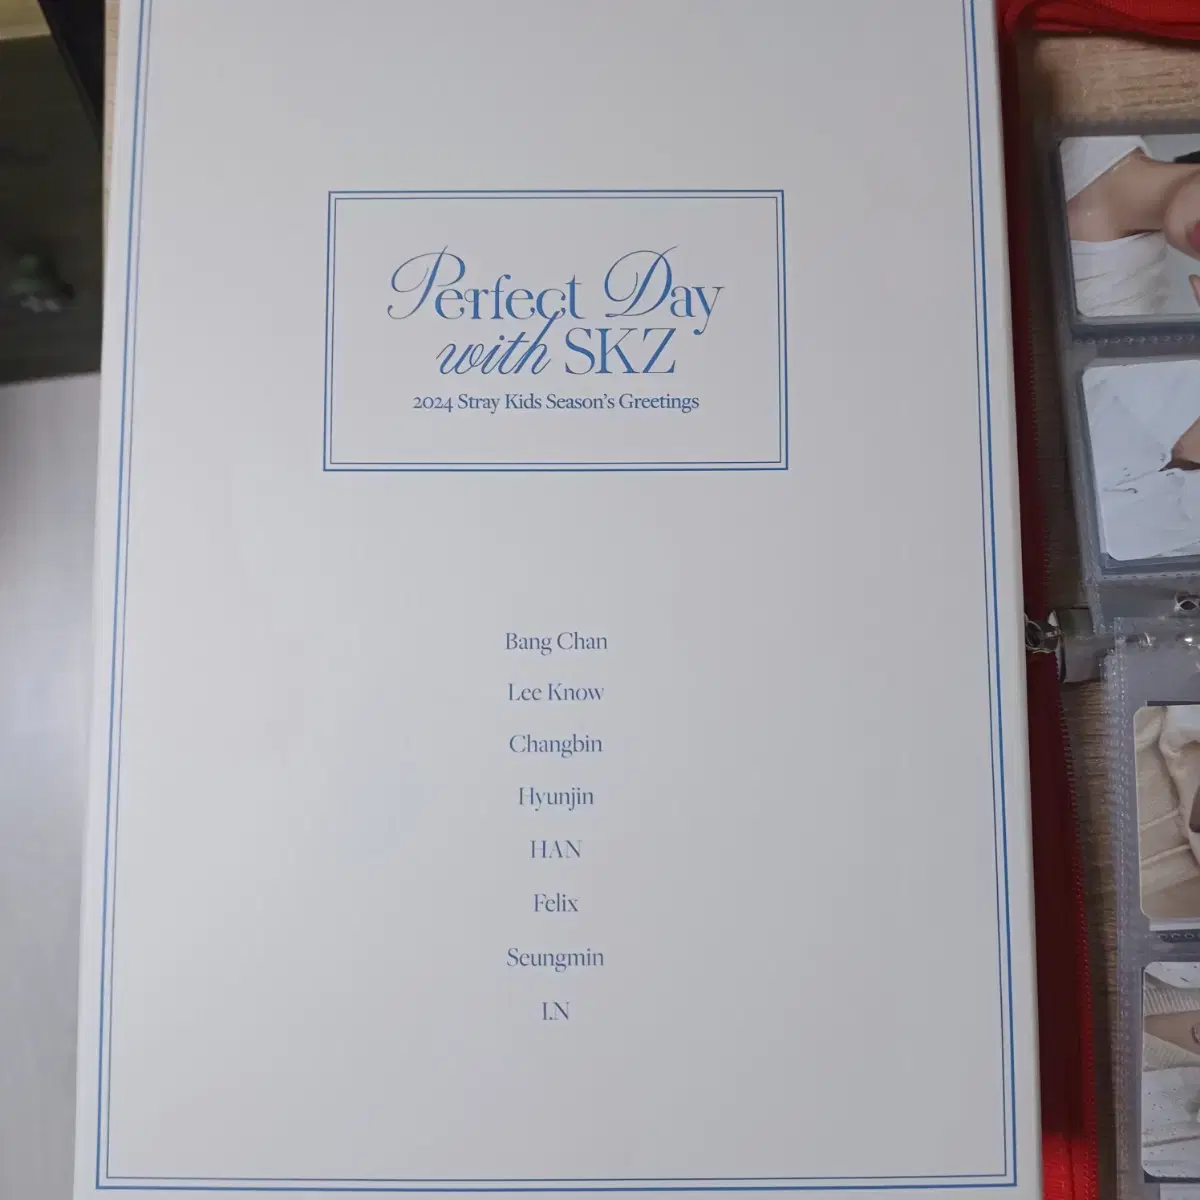 Perfect Day
with SKZ
2024 Stray Kids Season's Greetings
Bang Chan
Lee Know
Changbin
Hyunjin
HAN
Felix
Seungmin
I.N